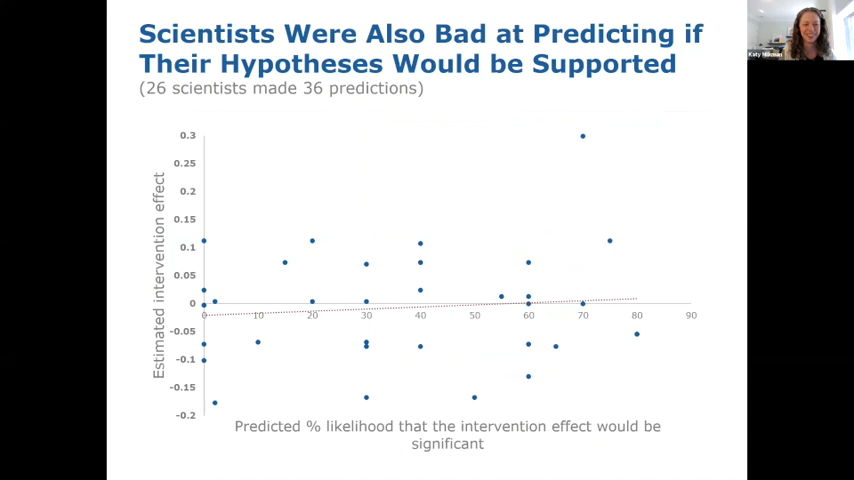 Scientists Were Also Bad at Predicting if
Their Hypotheses Would be Supported
(26 scientists made 36 predictions)
Katy Milkman
0.3
0.25
0.2
0.15
0.1
0.05
0
-0.05
-0.1
-0.15
-0.2
Estimated intervention effect
0 10 20 30 40 50 60 70 80 90
Predicted % likelihood that the intervention effect would be
significant